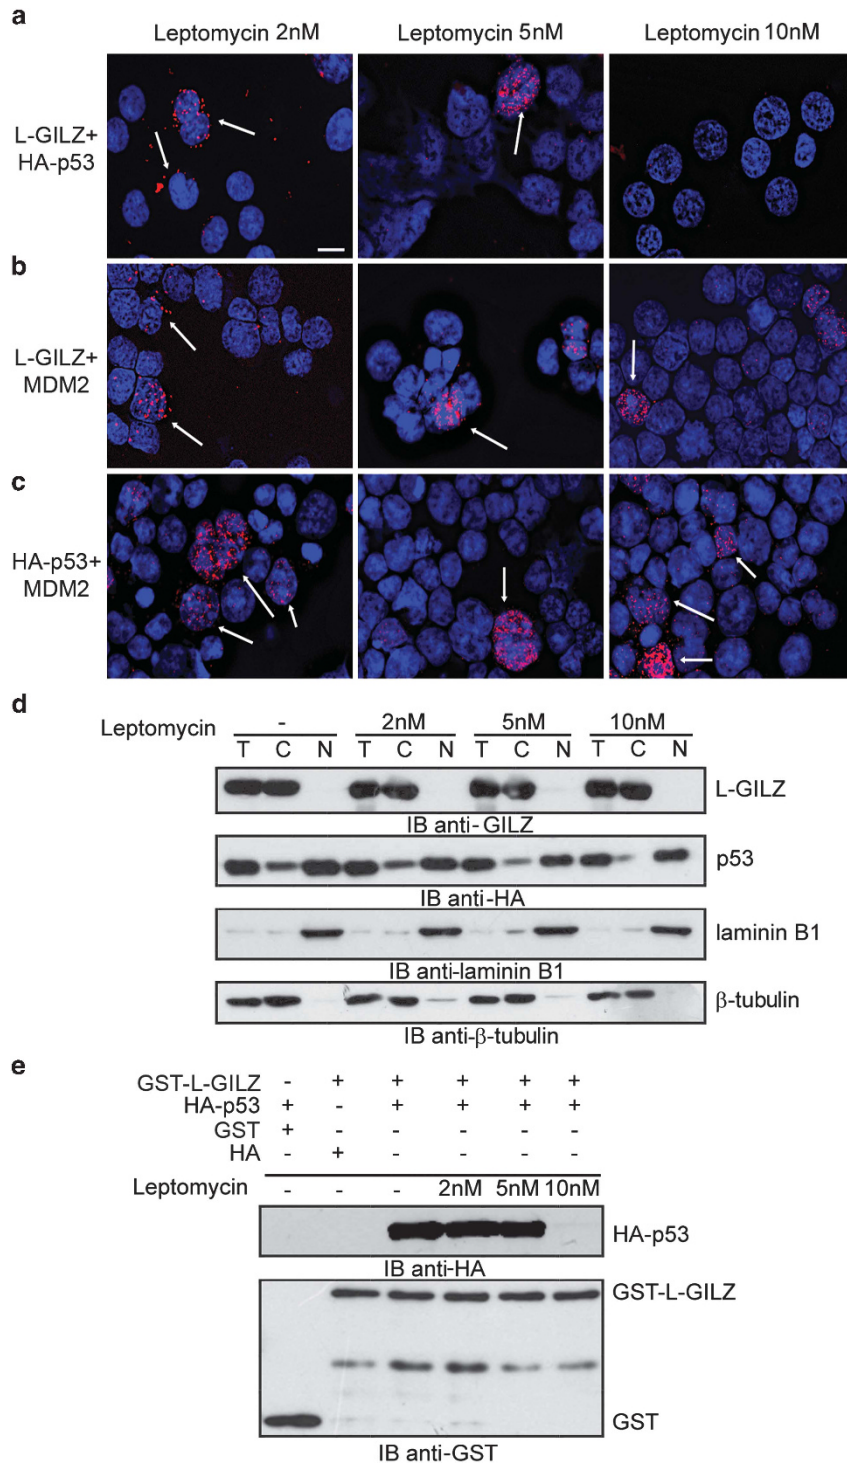 a
Leptomycin 2nM Leptomycin 5nM Leptomycin 10nM
L-GILZ+
HA-p53
b
L-GILZ+
MDM2
c
HA-p53+
MDM2
d
Leptomycin - 2nM 5nM 10nM
T C N T C N T C N T C N
L-GILZ
IB anti-GILZ
p53
IB anti-HA
laminin B1
IB anti-laminin B1
β-tubulin
IB anti-β-tubulin
e
GST-L-GILZ - + + + + +
HA-p53 + - + + + +
GST + - - - - -
HA - + - - - -
Leptomycin - - - 2nM 5nM 10nM
HA-p53
IB anti-HA
GST-L-GILZ
GST
IB anti-GST